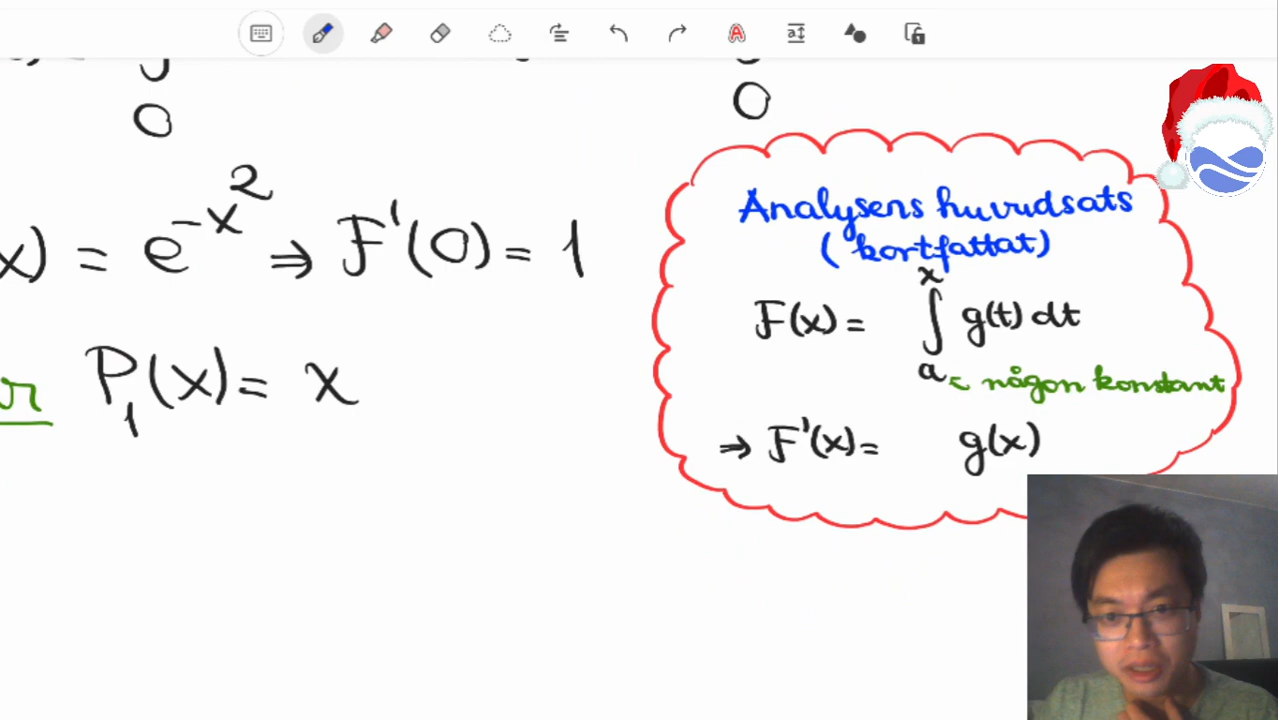 0
0
x) = e^{-x^2} ⇒ F'(0) = 1
P_1(x) = x
Analysens huvudsats
(kortfattat)
F(x) = ∫_a^x g(t) dt
någon konstant
⇒ F'(x) = g(x)